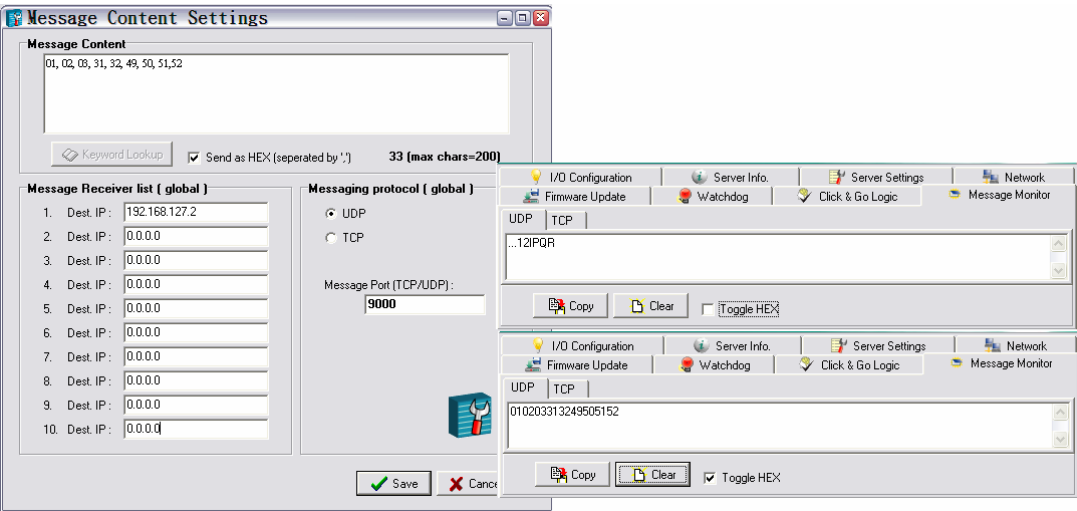 Message Content Settings
Message Content
01, 02, 03, 31, 32, 49, 50, 51,52
Keyword Lookup
Send as HEX (seperated by ',')
33 (max chars=200)
Message Receiver list ( global )
1. Dest. IP : 192.168.127.2
2. Dest. IP : 0.0.0.0
3. Dest. IP : 0.0.0.0
4. Dest. IP : 0.0.0.0
5. Dest. IP : 0.0.0.0
6. Dest. IP : 0.0.0.0
7. Dest. IP : 0.0.0.0
8. Dest. IP : 0.0.0.0
9. Dest. IP : 0.0.0.0
10. Dest. IP : 0.0.0.0
Messaging protocol ( global )
UDP
TCP
Message Port (TCP/UDP) :
9000
Save
Cance
I/O Configuration Server Info. Server Settings Network
Firmware Update Watchdog Click & Go Logic Message Monitor
UDP TCP
...12IPQR
Copy Clear Toggle HEX
I/O Configuration Server Info. Server Settings Network
Firmware Update Watchdog Click & Go Logic Message Monitor
UDP TCP
010203313249505152
Copy Clear Toggle HEX